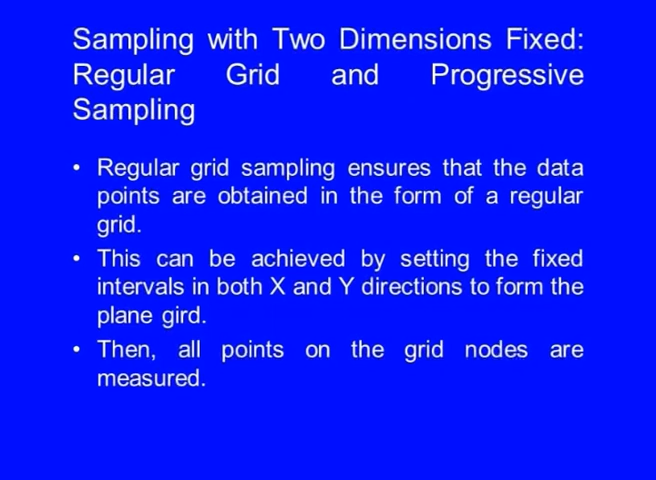 Sampling with Two Dimensions Fixed:
Regular Grid and Progressive
Sampling
• Regular grid sampling ensures that the data
points are obtained in the form of a regular
grid.
• This can be achieved by setting the fixed
intervals in both X and Y directions to form the
plane gird.
• Then, all points on the grid nodes are
measured.